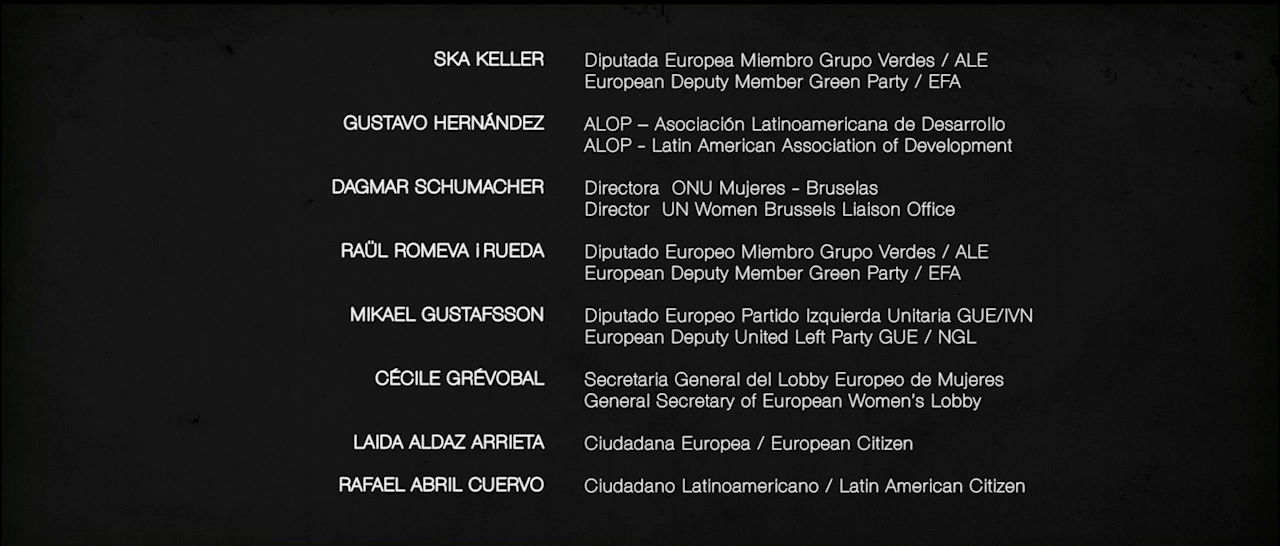 SKA KELLER Diputada Europea Miembro Grupo Verdes / ALE
European Deputy Member Green Party / EFA
GUSTAVO HERNÁNDEZ ALOP – Asociación Latinoamericana de Desarrollo
ALOP - Latin American Association of Development
DAGMAR SCHUMACHER Directora ONU Mujeres - Bruselas
Director UN Women Brussels Liaison Office
RAÜL ROMEVA i RUEDA Diputado Europeo Miembro Grupo Verdes / ALE
European Deputy Member Green Party / EFA
MIKAEL GUSTAFSSON Diputado Europeo Partido Izquierda Unitaria GUE/IVN
European Deputy United Left Party GUE / NGL
CÉCILE GRÉVOBAL Secretaria General del Lobby Europeo de Mujeres
General Secretary of European Women's Lobby
LAIDA ALDAZ ARRIETA Ciudadana Europea / European Citizen
RAFAEL ABRIL CUERVO Ciudadano Latinoamericano / Latin American Citizen